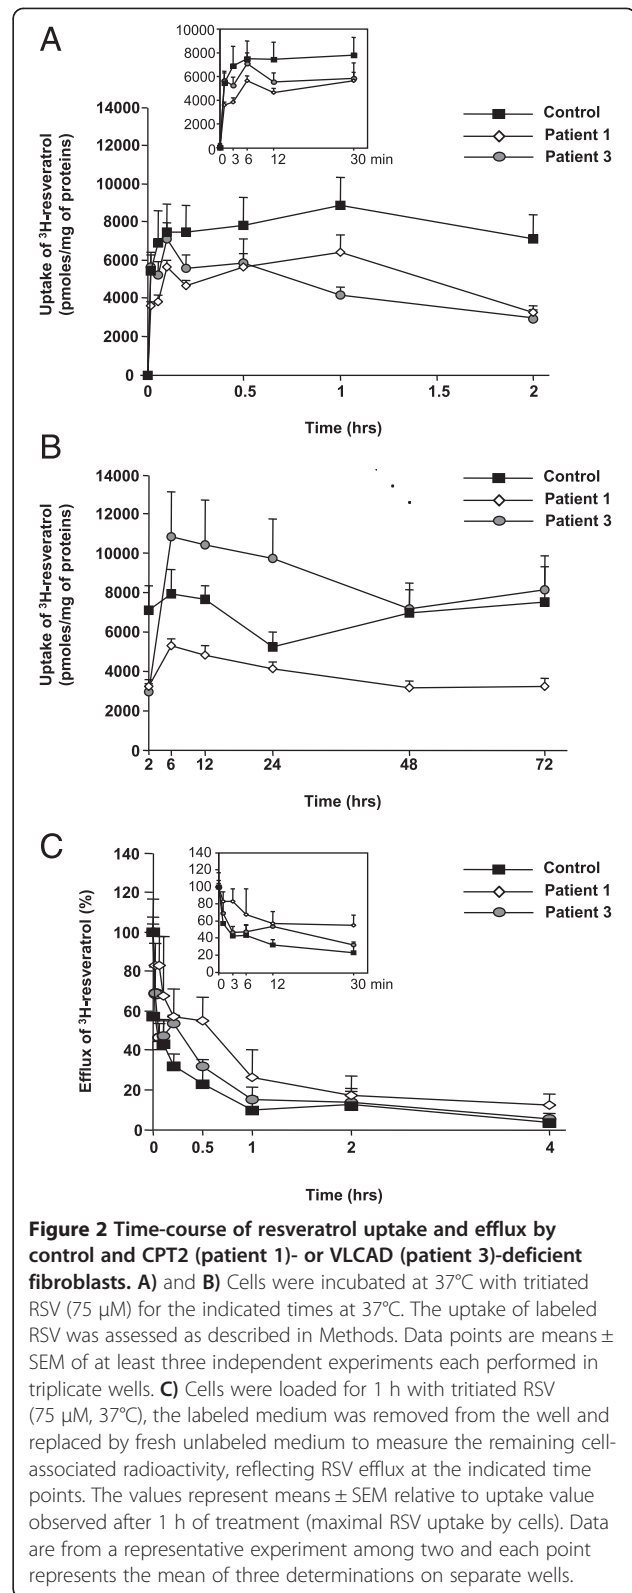 A
10000
8000
6000
4000
2000
0
0 3 6 12 30 min
14000
12000
10000
8000
6000
4000
2000
0
Uptake of ³H-resveratrol
(pmoles/mg of proteins)
0 0.5 1 1.5 2
Time (hrs)
Control
Patient 1
Patient 3
B
14000
12000
10000
8000
6000
4000
2000
0
Uptake of ³H-resveratrol
(pmoles/mg of proteins)
2 6 12 24 48 72
Time (hrs)
Control
Patient 1
Patient 3
C
140
120
100
80
60
40
20
0
0 3 6 12 30 min
140
120
100
80
60
40
20
0
Efflux of ³H-resveratrol (%)
0 0.5 1 2 4
Time (hrs)
Control
Patient 1
Patient 3
Figure 2 Time-course of resveratrol uptake and efflux by
control and CPT2 (patient 1)- or VLCAD (patient 3)-deficient
fibroblasts. A) and B) Cells were incubated at 37°C with tritiated
RSV (75 μM) for the indicated times at 37°C. The uptake of labeled
RSV was assessed as described in Methods. Data points are means ±
SEM of at least three independent experiments each performed in
triplicate wells. C) Cells were loaded for 1 h with tritiated RSV
(75 μM, 37°C), the labeled medium was removed from the well and
replaced by fresh unlabeled medium to measure the remaining cell-
associated radioactivity, reflecting RSV efflux at the indicated time
points. The values represent means ± SEM relative to uptake value
observed after 1 h of treatment (maximal RSV uptake by cells). Data
are from a representative experiment among two and each point
represents the mean of three determinations on separate wells.